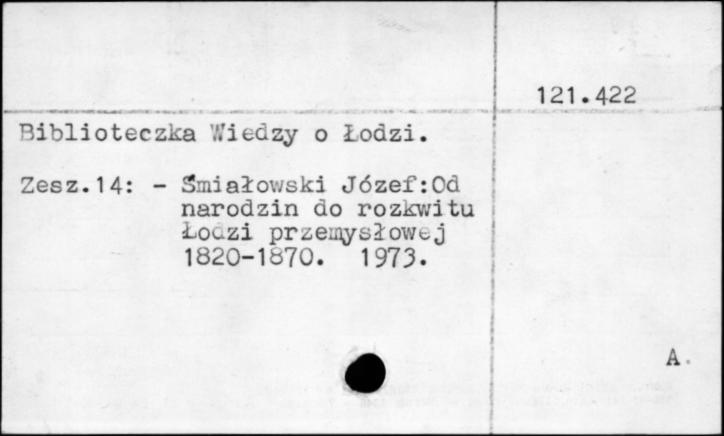 121.422
Biblioteczka Wiedzy o Łodzi.
Zesz.14: - Śmiałowski Józef:Od
narodzin do rozkwitu
Łodzi przemysłowej
1820-1870. 1973.
A.